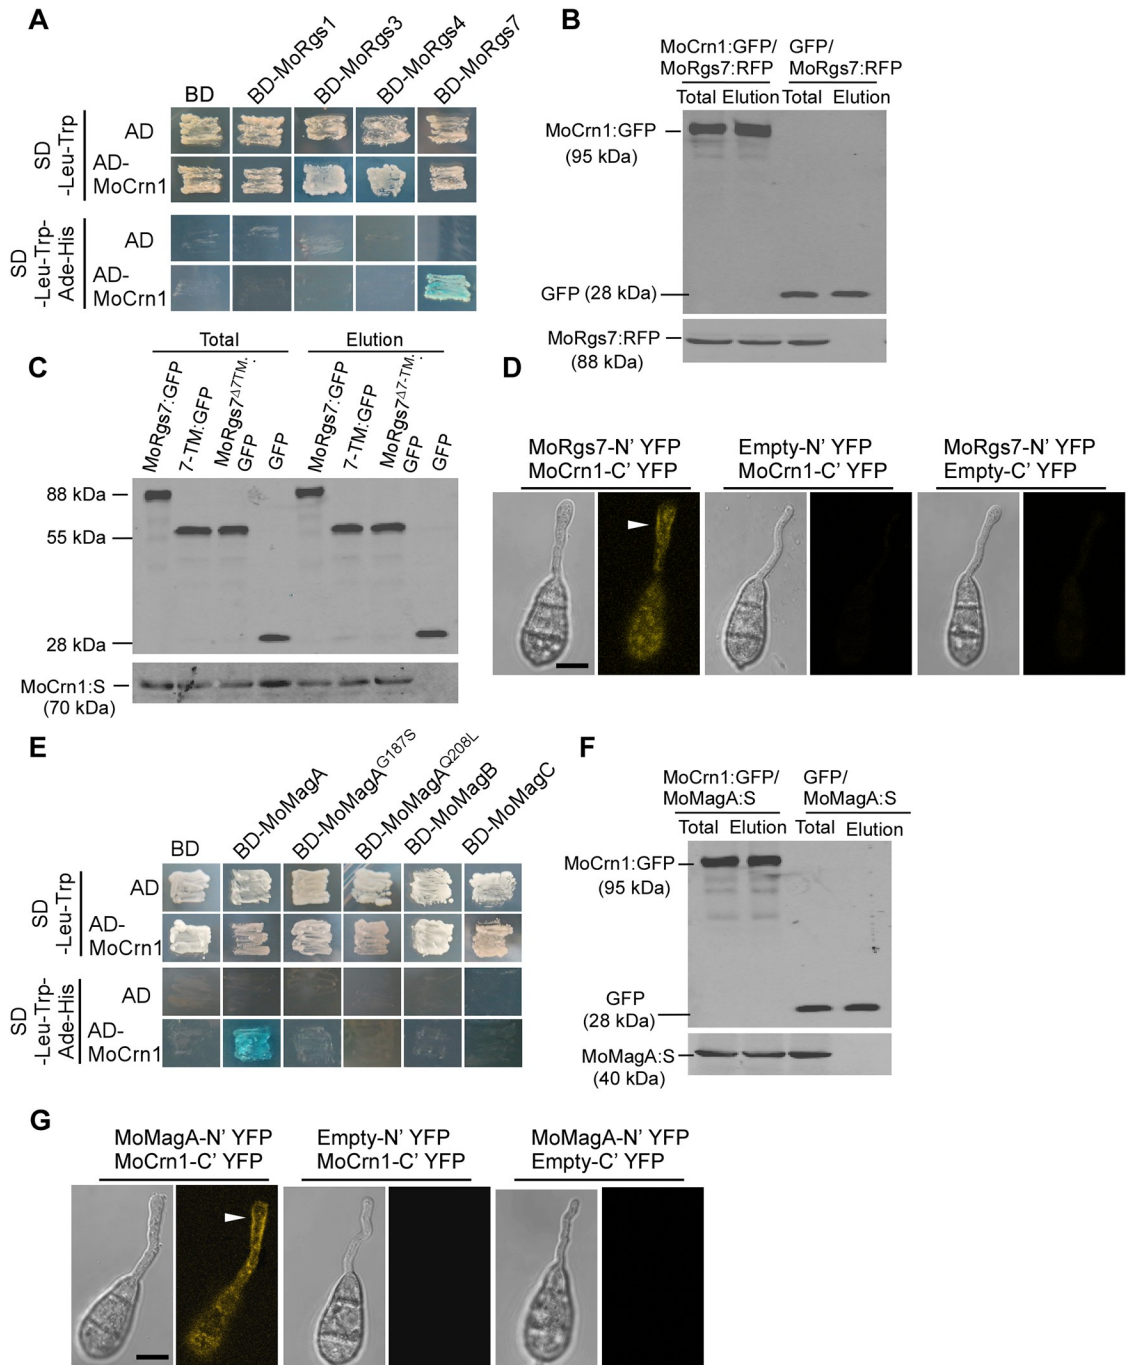 A
BD
BD-MoRgs1
BD-MoRgs3
BD-MoRgs4
BD-MoRgs7
SD
-Leu-Trp
AD
AD-
MoCrn1
SD
-Leu-Trp-
Ade-His
AD
AD-
MoCrn1
B
MoCrn1:GFP/
MoRgs7:RFP
GFP/
MoRgs7:RFP
Total Elution Total Elution
MoCrn1:GFP
(95 kDa)
GFP (28 kDa)
MoRgs7:RFP
(88 kDa)
C
Total
Elution
MoRgs7:GFP
7-TM:GFP
MoRgs7Δ7TM:
GFP
GFP
MoRgs7:GFP
7-TM:GFP
MoRgs7Δ7-TM:
GFP
GFP
88 kDa
55 kDa
28 kDa
MoCrn1:S
(70 kDa)
D
MoRgs7-N' YFP
MoCrn1-C' YFP
Empty-N' YFP
MoCrn1-C' YFP
MoRgs7-N' YFP
Empty-C' YFP
E
BD
BD-MoMagA
BD-MoMagAG187S
BD-MoMagAQ208L
BD-MoMagB
BD-MoMagC
SD
-Leu-Trp
AD
AD-
MoCrn1
SD
-Leu-Trp-
Ade-His
AD
AD-
MoCrn1
F
MoCrn1:GFP/
MoMagA:S
GFP/
MoMagA:S
Total Elution Total Elution
MoCrn1:GFP
(95 kDa)
GFP
(28 kDa)
MoMagA:S
(40 kDa)
G
MoMagA-N' YFP
MoCrn1-C' YFP
Empty-N' YFP
MoCrn1-C' YFP
MoMagA-N' YFP
Empty-C' YFP